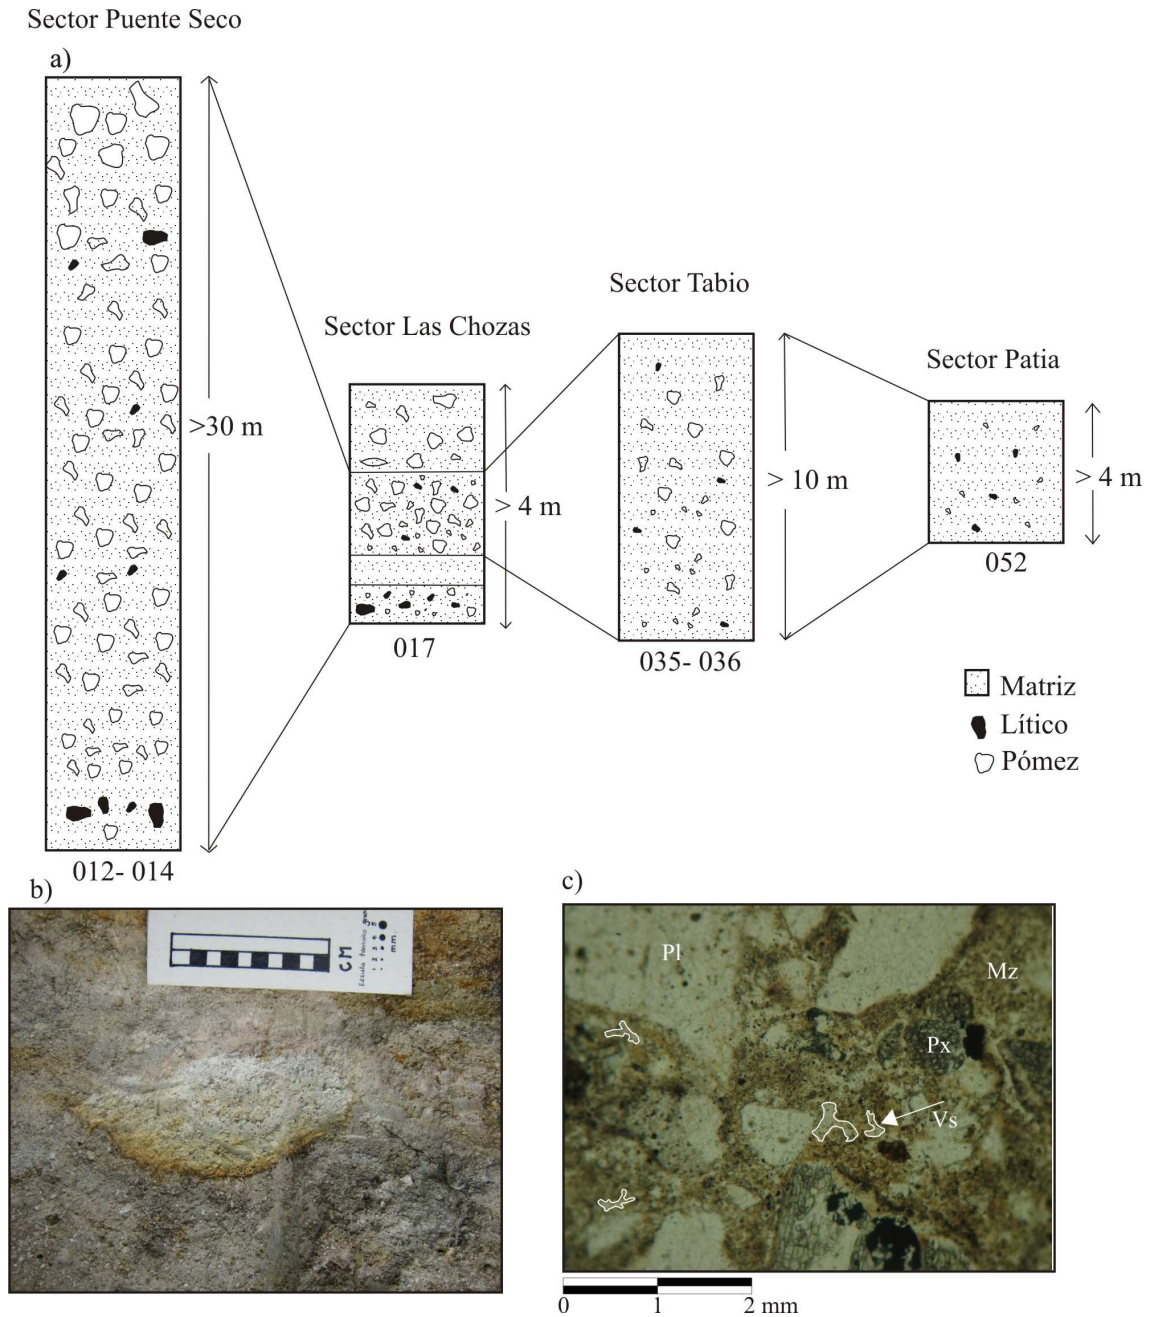 Sector Puente Seco
a)
>30 m
012- 014
Sector Las Chozas
> 4 m
017
Sector Tabio
> 10 m
035- 036
Sector Patia
> 4 m
052
Matriz
Lítico
Pómez
b)
CM
mm.
c)
Pl
Mz
Px
Vs
0 1 2 mm